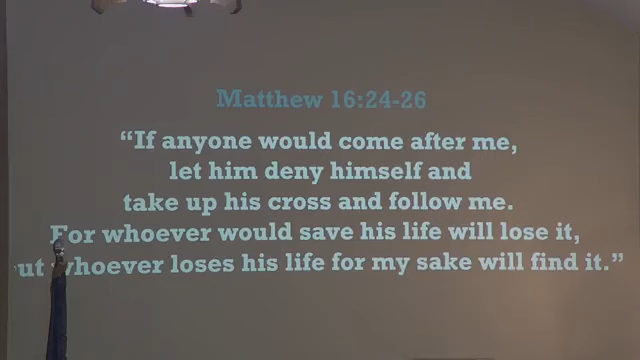 Matthew 16:24-26
“If anyone would come after me,
let him deny himself and
take up his cross and follow me.
For whoever would save his life will lose it,
ut whoever loses his life for my sake will find it.”